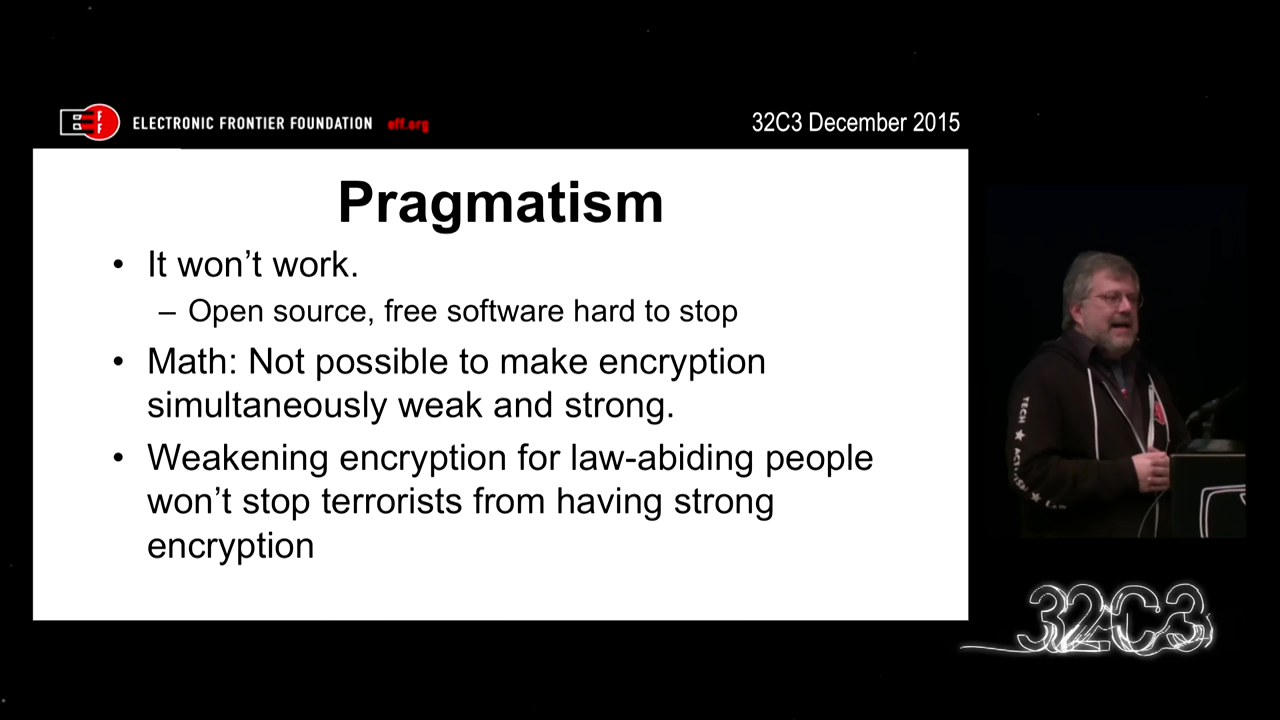 E
F
F
ELECTRONIC FRONTIER FOUNDATION eff.org
32C3 December 2015
Pragmatism
• It won’t work.
– Open source, free software hard to stop
• Math: Not possible to make encryption
simultaneously weak and strong.
• Weakening encryption for law-abiding people
won’t stop terrorists from having strong
encryption
TECH ★
LAW
32C3